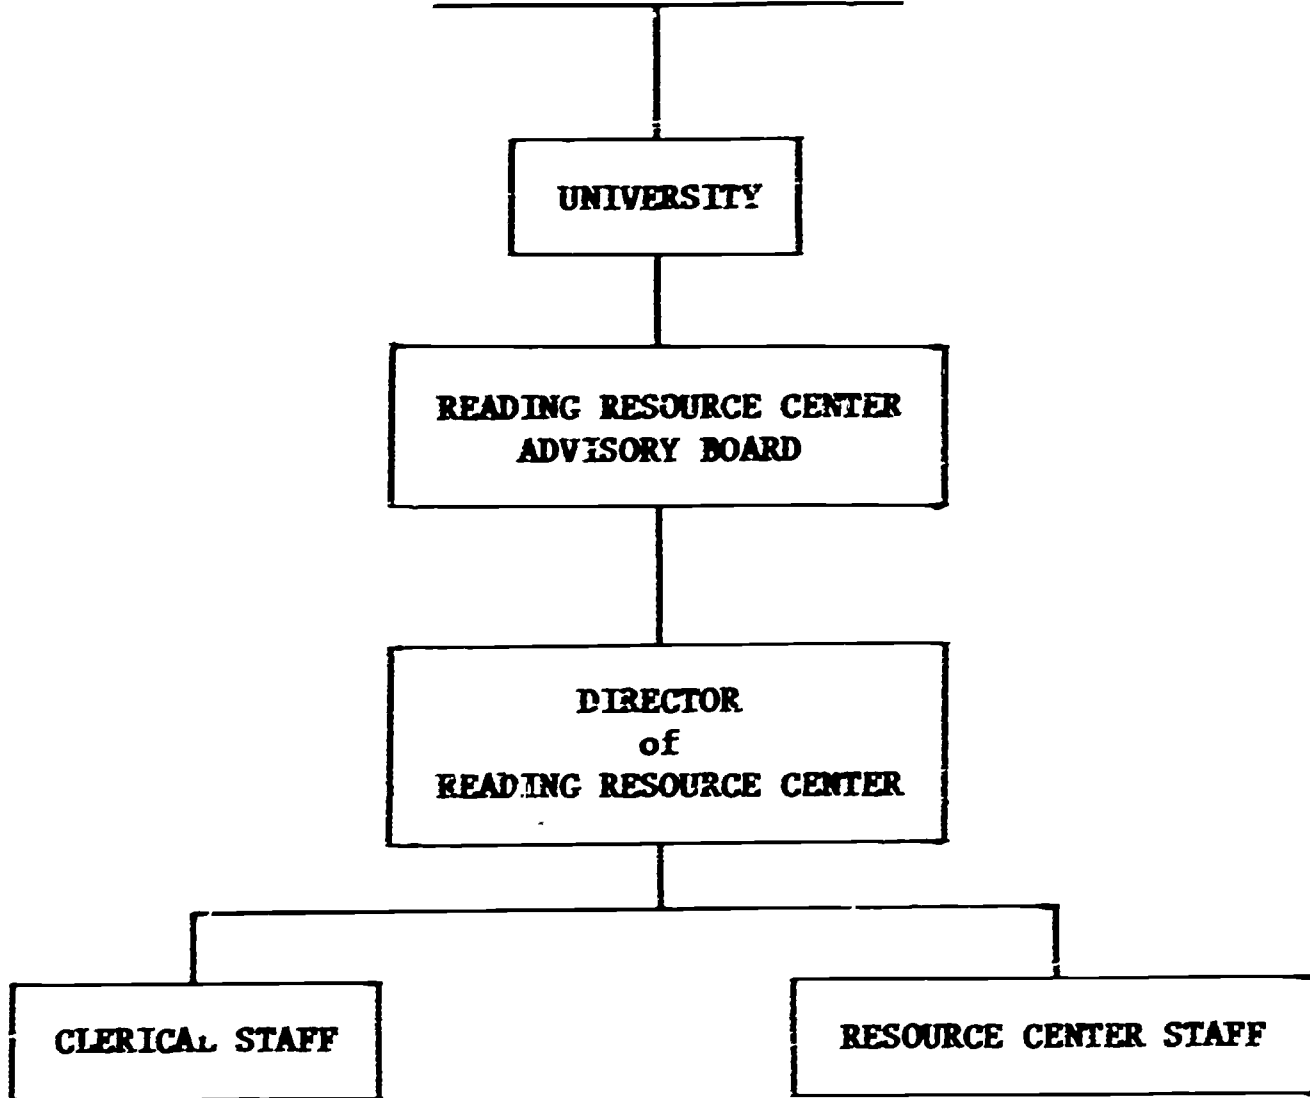 UNIVERSITY
READING RESOURCE CENTER
ADVISORY BOARD
DIRECTOR
of
READING RESOURCE CENTER
CLERICAL STAFF
RESOURCE CENTER STAFF